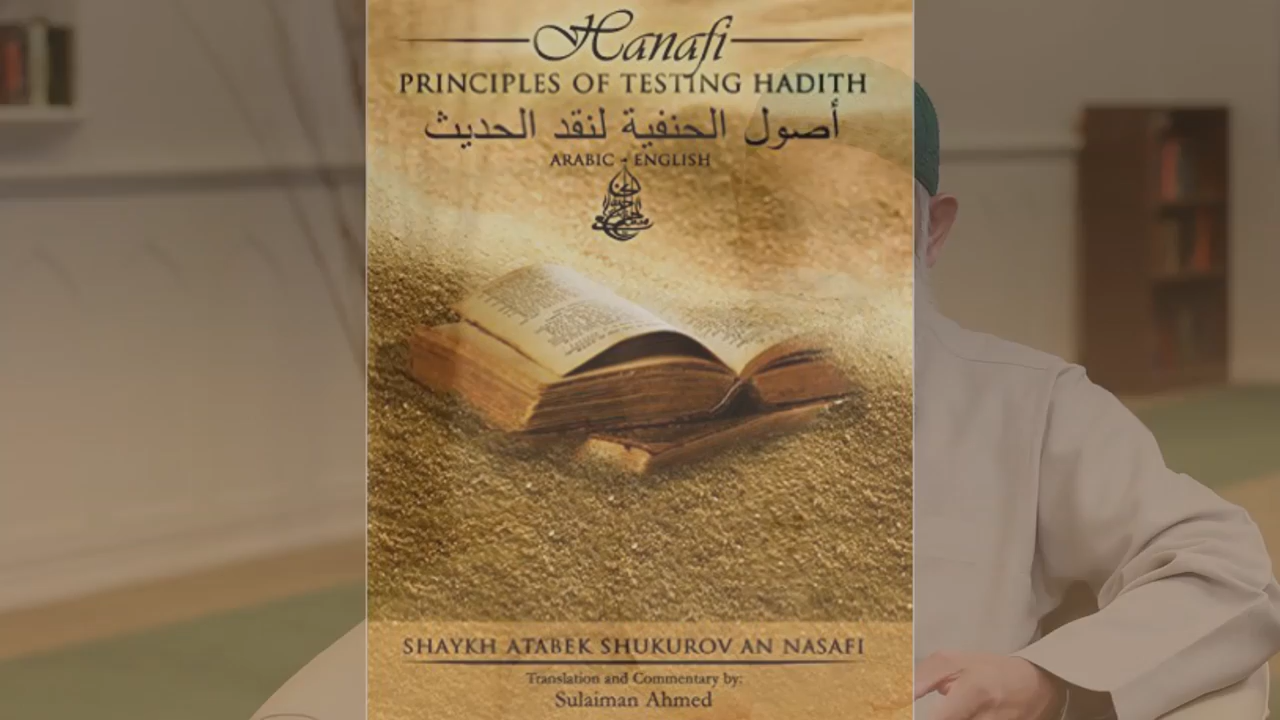 Hanafi
PRINCIPLES OF TESTING HADITH
أصول الحنفية لنقد الحديث
ARABIC - ENGLISH
SHAYKH ATABEK SHUKUROV AN NASAFI
Translation and Commentary by:
Sulaiman Ahmed